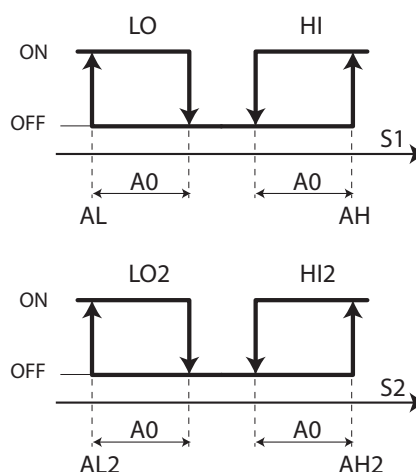 LO HI
ON
OFF
S1
A0 A0
AL AH
LO2 HI2
ON
OFF
S2
A0 A0
AL2 AH2